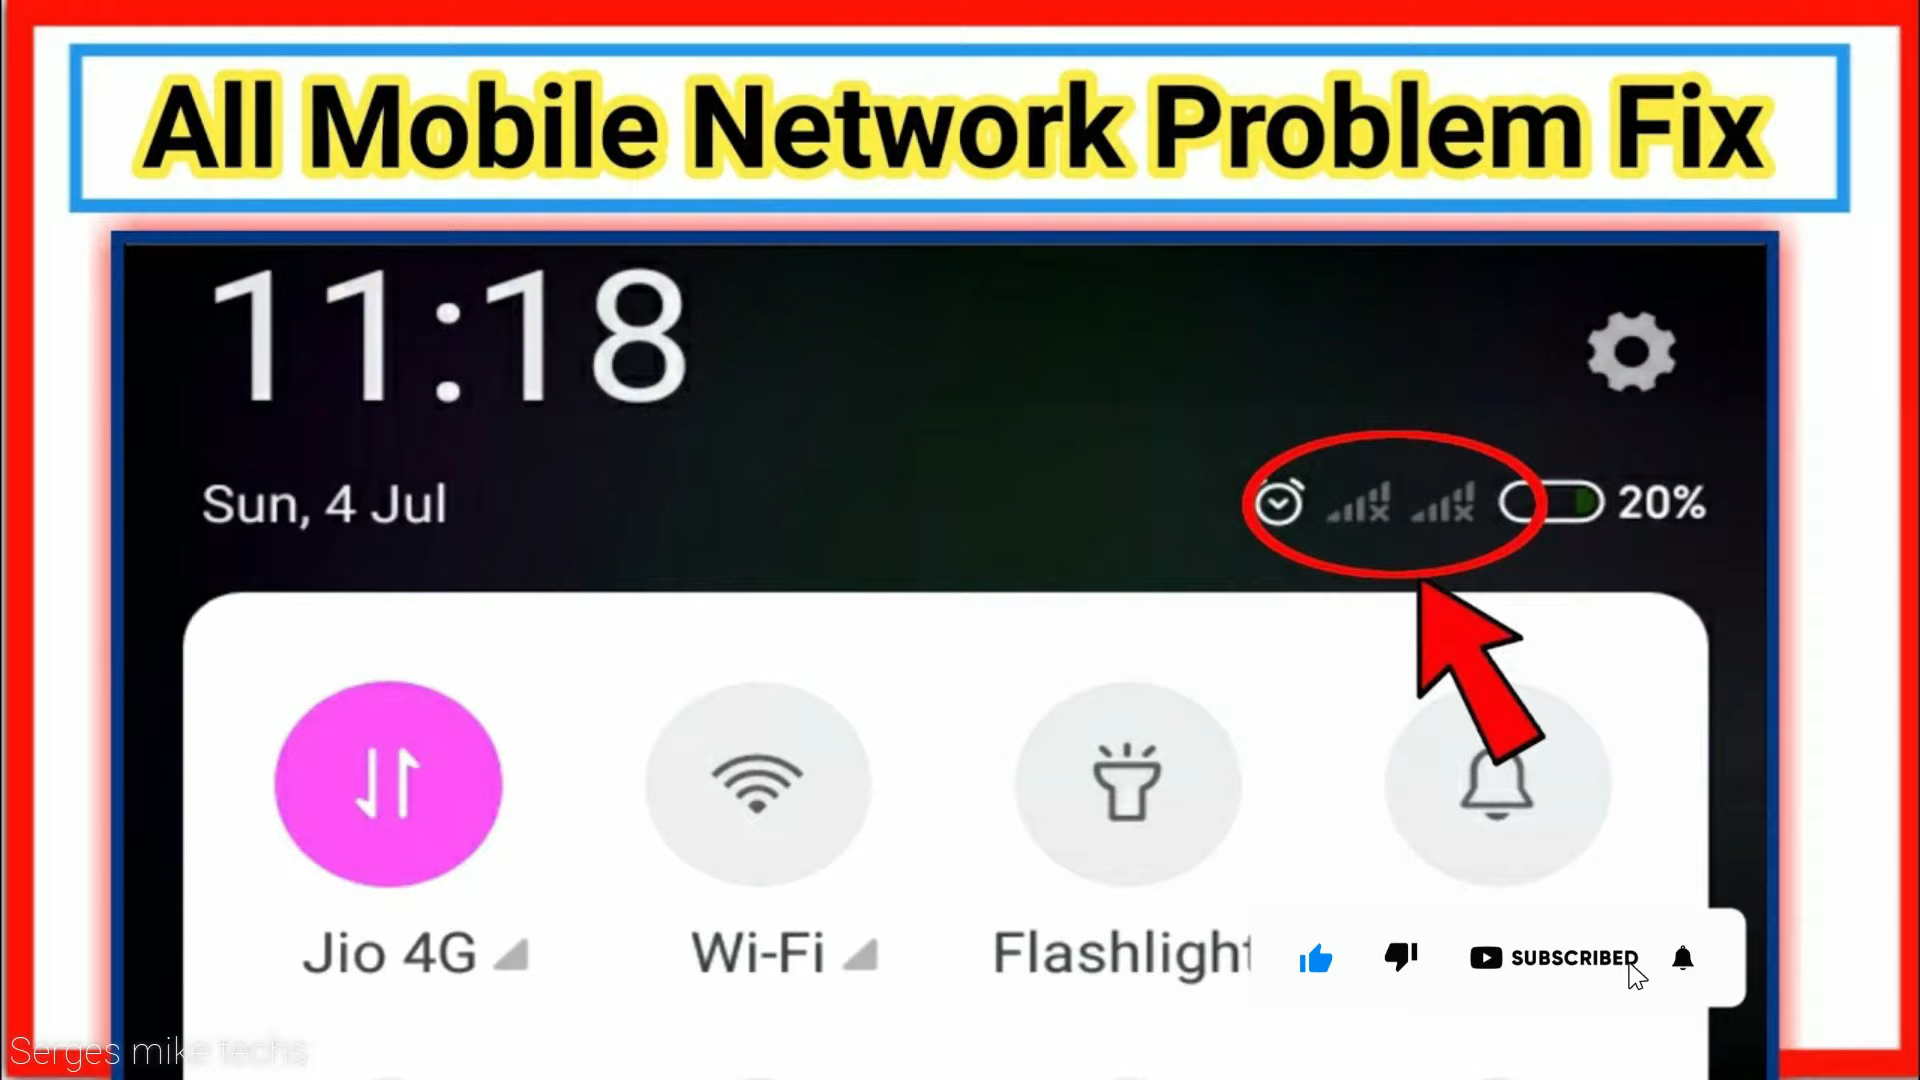 All Mobile Network Problem Fix
11:18
Sun, 4 Jul
20%
Jio 4G
Wi-Fi
Flashlight
SUBSCRIBED
Serges mike techs